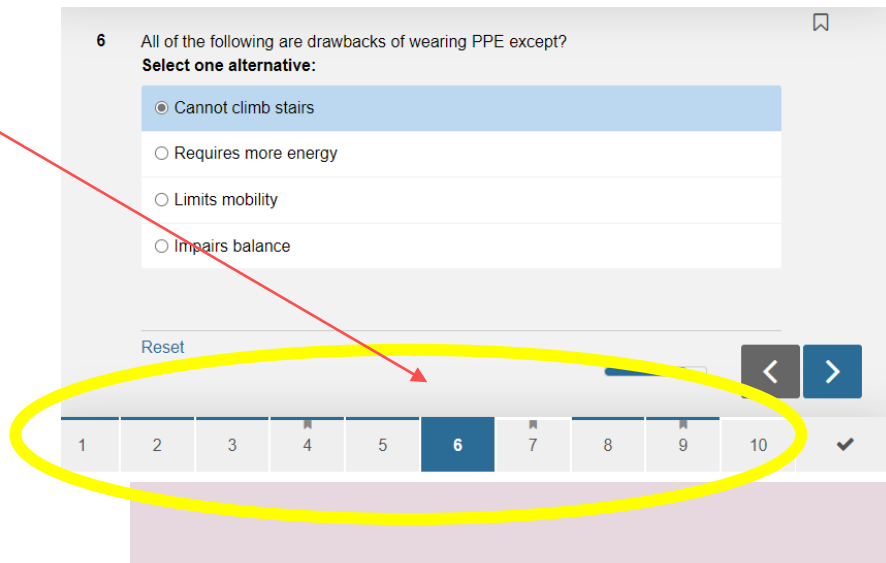 6 All of the following are drawbacks of wearing PPE except?
Select one alternative:
Cannot climb stairs
Requires more energy
Limits mobility
Impairs balance
Reset
1 2 3 4 5 6 7 8 9 10